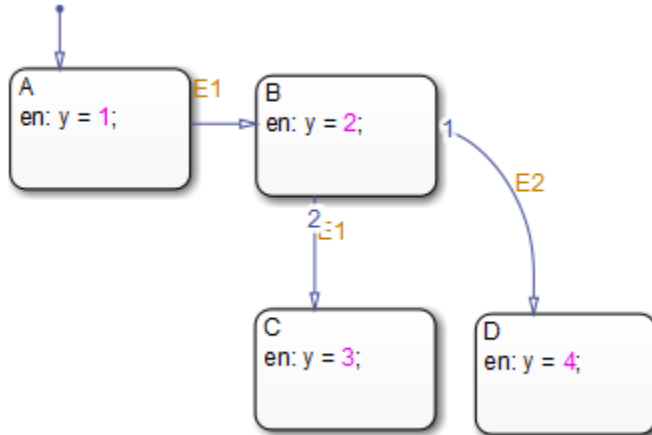 A
en: y = 1;
E1
B
en: y = 2;
1
E2
2
E1
C
en: y = 3;
D
en: y = 4;